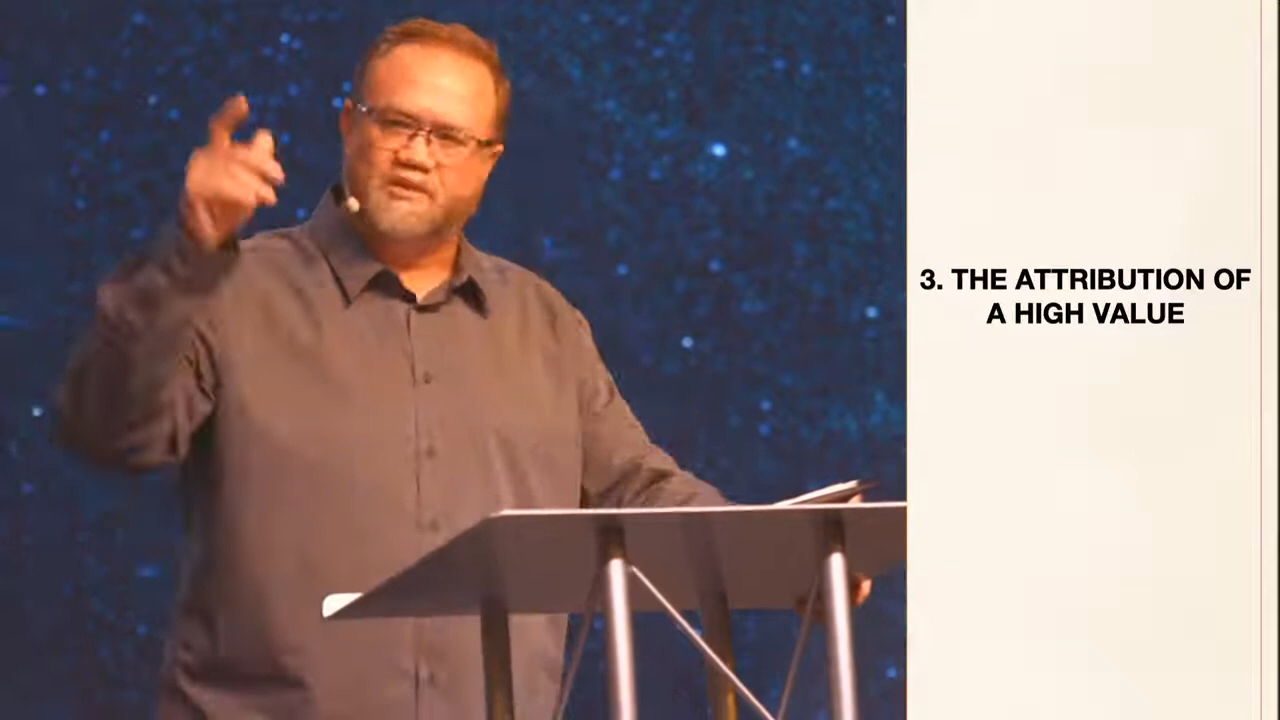 3. THE ATTRIBUTION OF
A HIGH VALUE